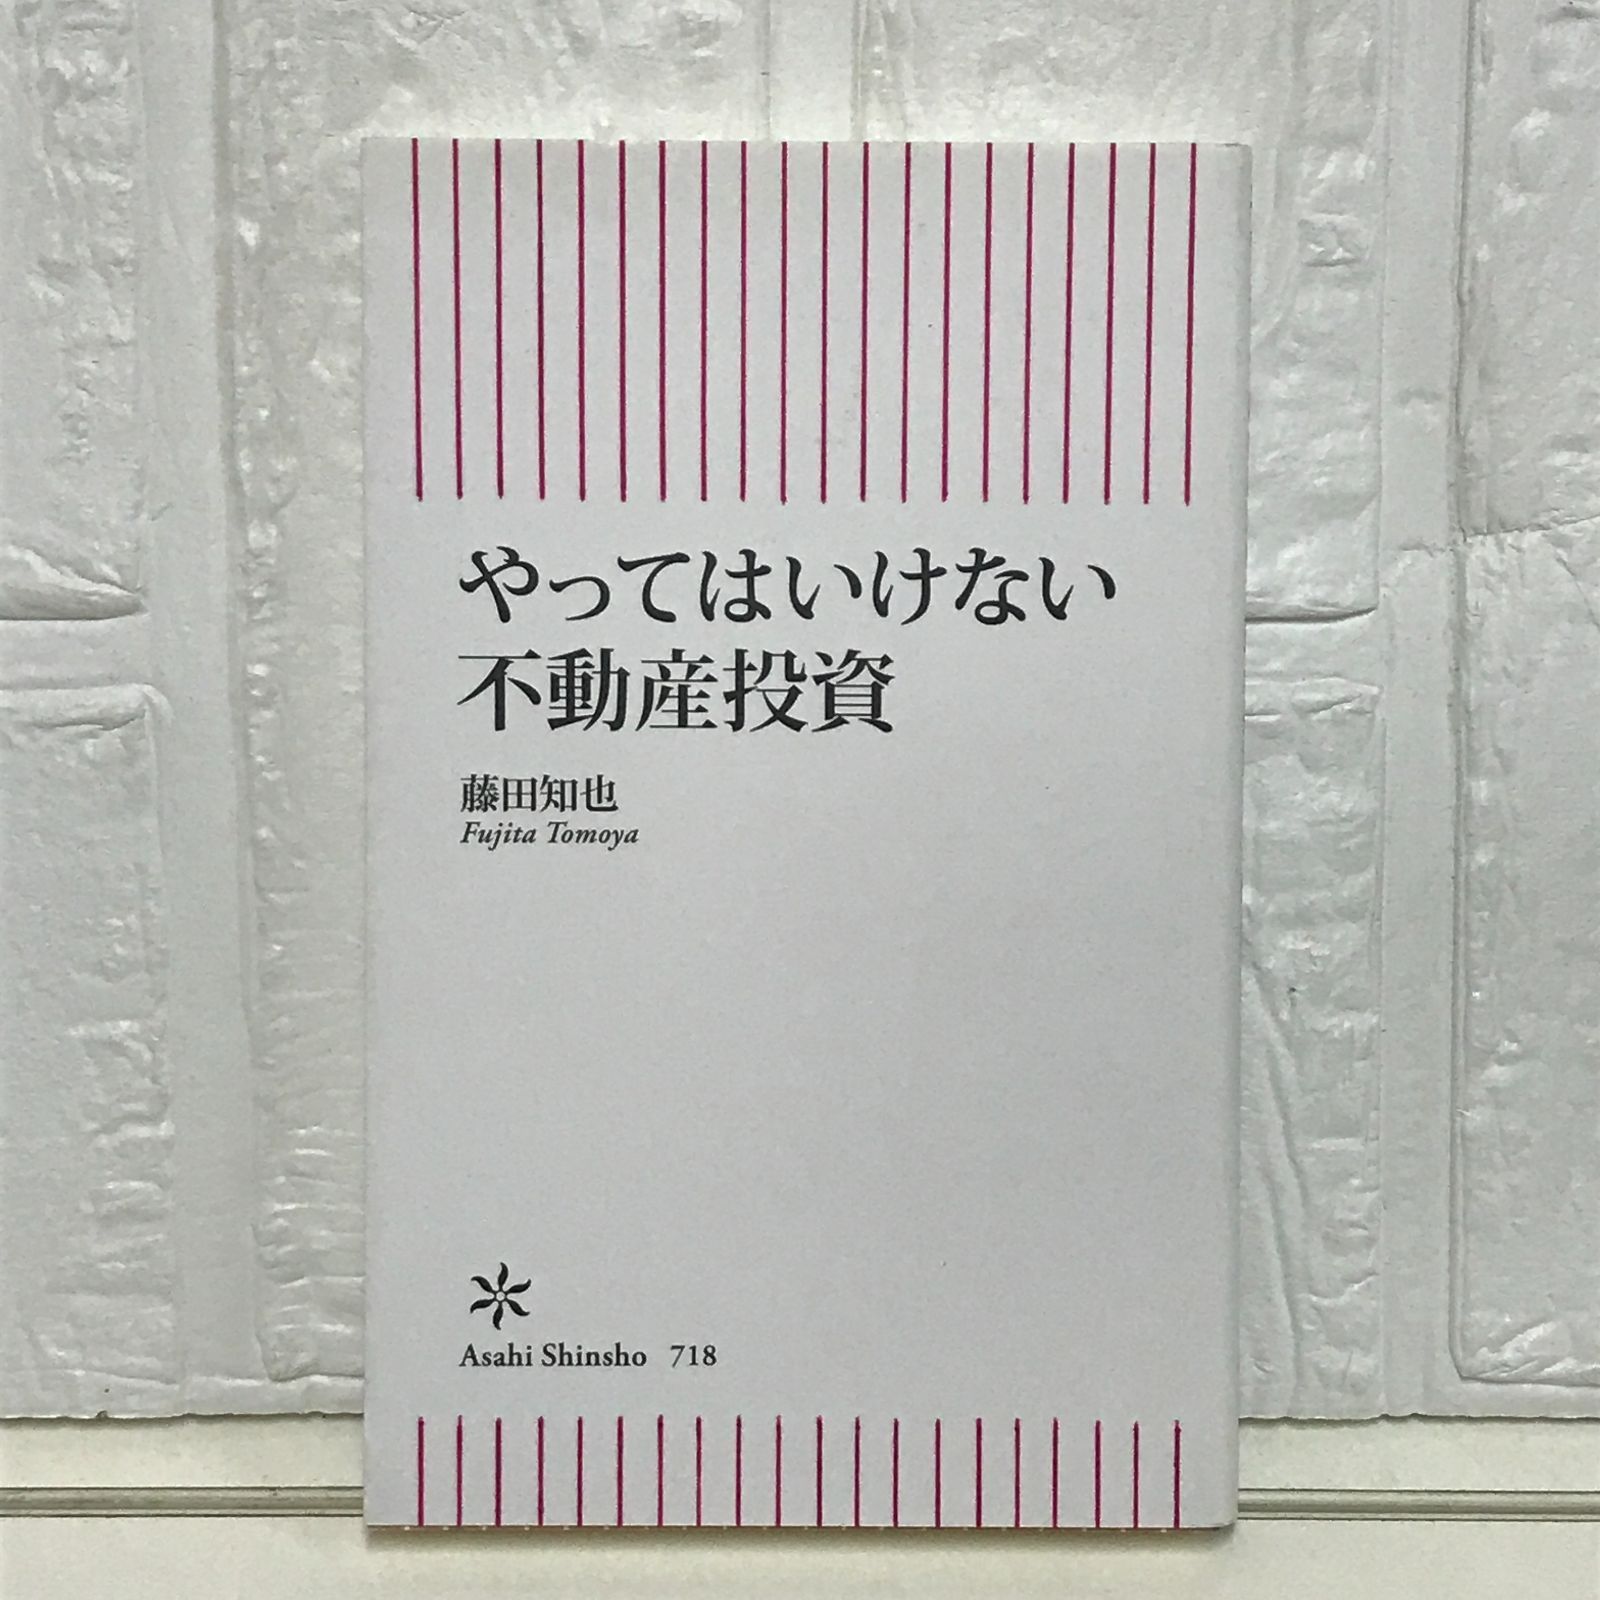 やってはいけない
不動産投資
藤田知也
Fujita Tomoya
Asahi Shinsho 718